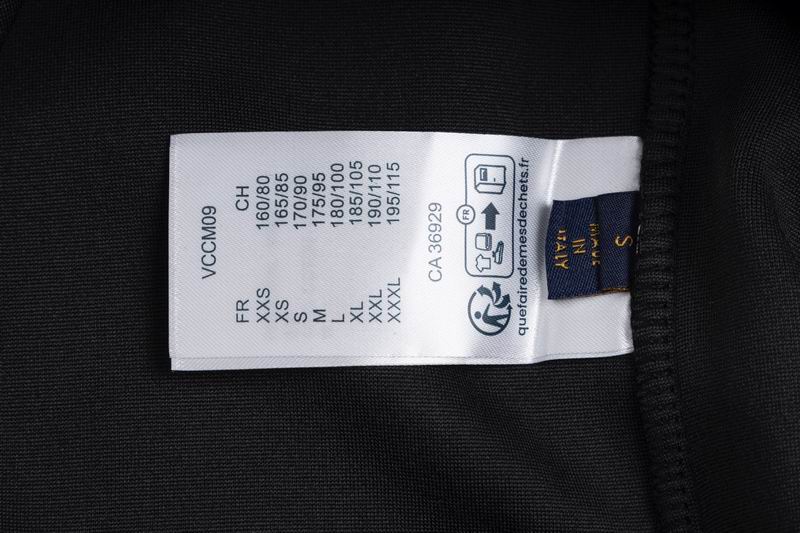 VCCM09
FR CH
XXS 160/80
XS 165/85
S 170/90
M 175/95
L 180/100
XL 185/105
XXL 190/110
XXXL 195/115
CA 36929
FR
quefairedemesdechets.fr
S
MADE
IN
ITALY